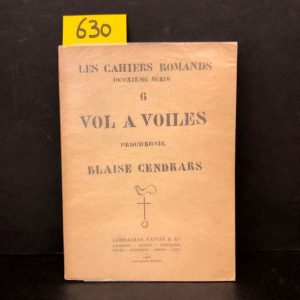 630
LES CAHIERS ROMANDS
DEUXIÈME SÉRIE
6
VOL A VOILES
PROCHRONIE
BLAISE CENDRARS
LIBRAIRIE PAYOT & Cie